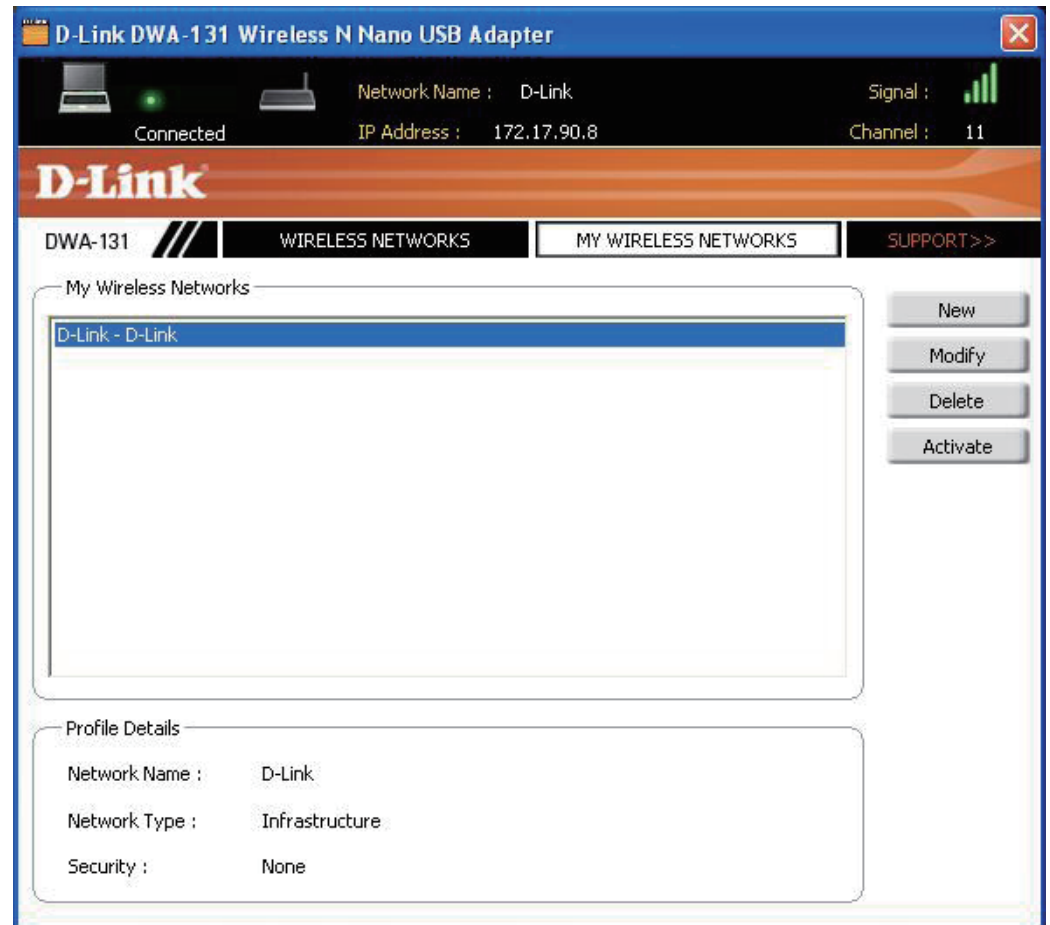 D-Link DWA-131 Wireless N Nano USB Adapter
Network Name : D-Link Signal :
Connected IP Address : 172.17.90.8 Channel : 11
D-Link
DWA-131 WIRELESS NETWORKS MY WIRELESS NETWORKS SUPPORT>>
My Wireless Networks
D-Link - D-Link
New
Modify
Delete
Activate
Profile Details
Network Name : D-Link
Network Type : Infrastructure
Security : None